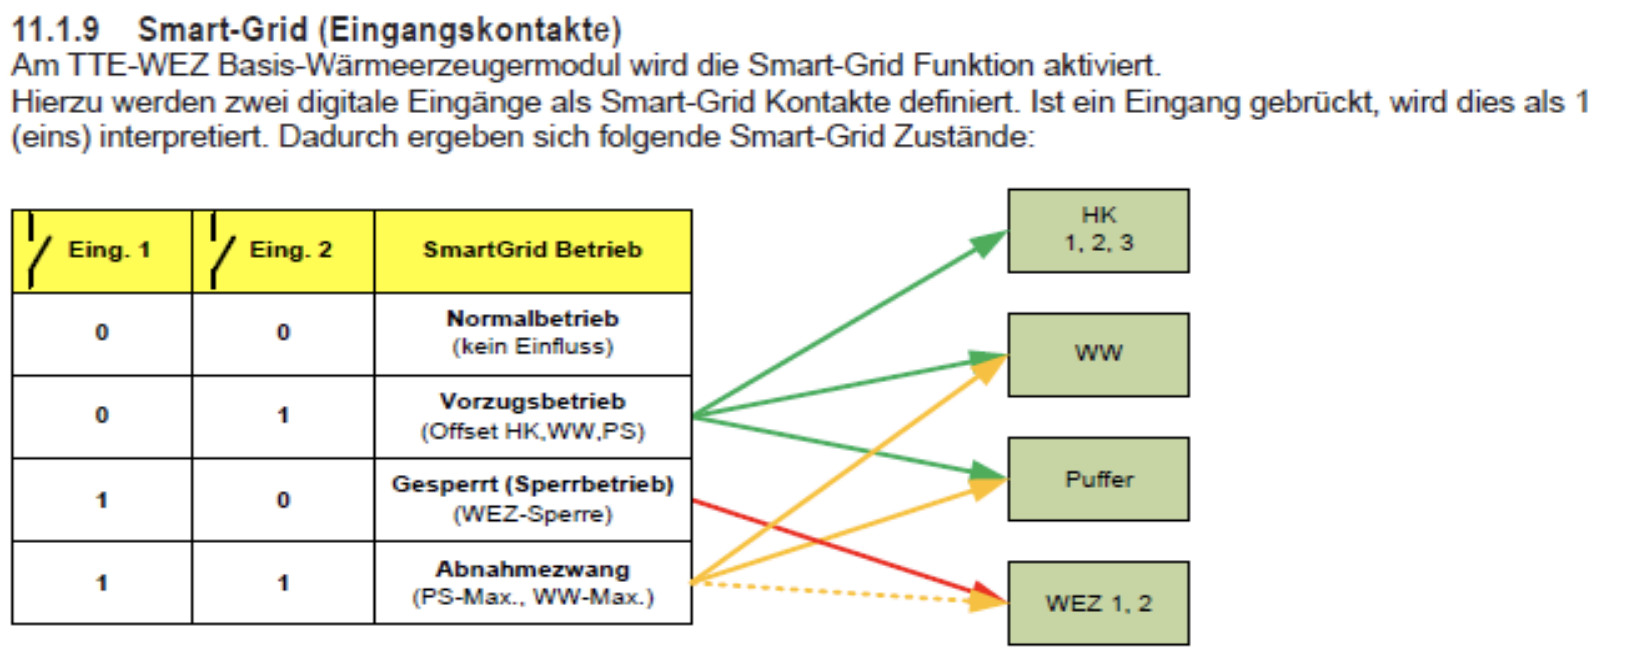 11.1.9 Smart-Grid (Eingangskontakte)
Am TTE-WEZ Basis-Wärmeerzeugermodul wird die Smart-Grid Funktion aktiviert.
Hierzu werden zwei digitale Eingänge als Smart-Grid Kontakte definiert. Ist ein Eingang gebrückt, wird dies als 1
(eins) interpretiert. Dadurch ergeben sich folgende Smart-Grid Zustände:
Eing. 1 Eing. 2 SmartGrid Betrieb
0 0 Normalbetrieb
(kein Einfluss)
0 1 Vorzugsbetrieb
(Offset HK,WW,PS)
1 0 Gesperrt (Sperrbetrieb)
(WEZ-Sperre)
1 1 Abnahmezwang
(PS-Max., WW-Max.)
HK
1, 2, 3
WW
Puffer
WEZ 1, 2